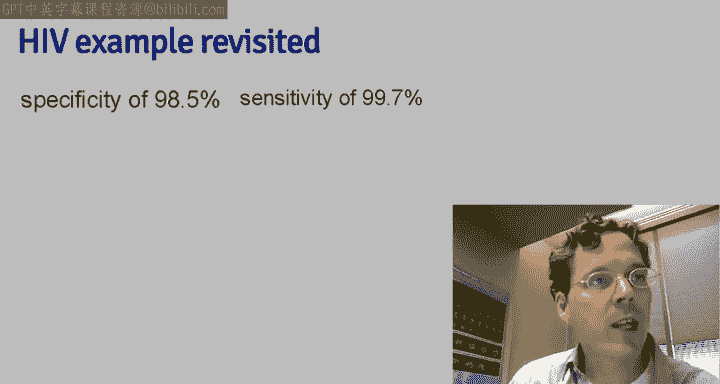 GPT中英字幕课程资源@bilibili.com
HIV example revisited
specificity of 98.5% sensitivity of 99.7%